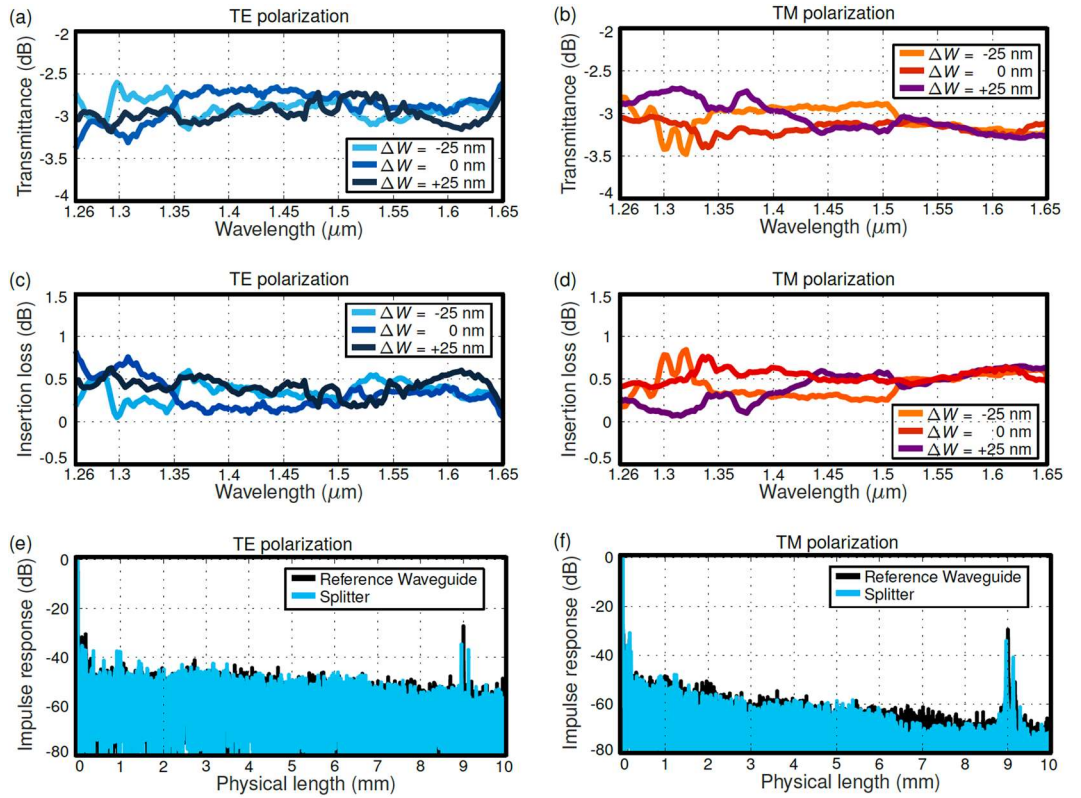 (a)
TE polarization
Transmittance (dB)
-2
-2.5
-3
-3.5
-4
ΔW = -25 nm
ΔW = 0 nm
ΔW = +25 nm
1.26 1.3 1.35 1.4 1.45 1.5 1.55 1.6 1.65
Wavelength (μm)
(b)
TM polarization
Transmittance (dB)
-2
-2.5
-3
-3.5
-4
ΔW = -25 nm
ΔW = 0 nm
ΔW = +25 nm
1.26 1.3 1.35 1.4 1.45 1.5 1.55 1.6 1.65
Wavelength (μm)
(c)
TE polarization
Insertion loss (dB)
1.5
1
0.5
0
-0.5
ΔW = -25 nm
ΔW = 0 nm
ΔW = +25 nm
1.26 1.3 1.35 1.4 1.45 1.5 1.55 1.6 1.65
Wavelength (μm)
(d)
TM polarization
Insertion loss (dB)
1.5
1
0.5
0
-0.5
ΔW = -25 nm
ΔW = 0 nm
ΔW = +25 nm
1.26 1.3 1.35 1.4 1.45 1.5 1.55 1.6 1.65
Wavelength (μm)
(e)
TE polarization
Impulse response (dB)
0
-20
-40
-60
-80
Reference Waveguide
Splitter
0 1 2 3 4 5 6 7 8 9 10
Physical length (mm)
(f)
TM polarization
Impulse response (dB)
0
-20
-40
-60
-80
Reference Waveguide
Splitter
0 1 2 3 4 5 6 7 8 9 10
Physical length (mm)